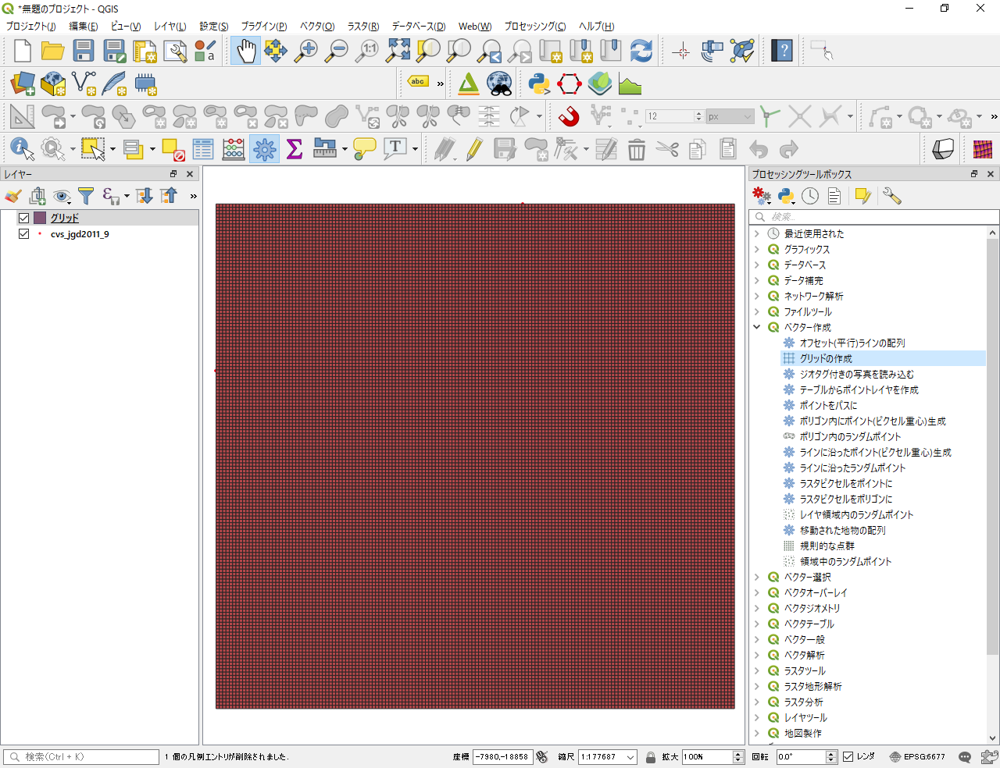 *無題のプロジェクト - QGIS
プロジェクト(J) 編集(E) ビュー(V) レイヤ(L) 設定(S) プラグイン(P) ベクタ(O) ラスタ(R) データベース(D) Web(W) プロセッシング(C) ヘルプ(H)
1:1
a
abc »
12 px »
T
レイヤー
»
グリッド
cvs_jgd2011_9
プロセッシングツールボックス
検索...
最近使用された
グラフィックス
データベース
データ補完
ネットワーク解析
ファイルツール
ベクター作成
オフセット(平行)ラインの配列
グリッドの作成
ジオタグ付きの写真を読み込む
テーブルからポイントレイヤを作成
ポイントをパスに
ポリゴン内にポイント(ピクセル重心)生成
ポリゴン内のランダムポイント
ラインに沿ったポイント(ピクセル重心)生成
ラインに沿ったランダムポイント
ラスタピクセルをポイントに
ラスタピクセルをポリゴンに
レイヤ領域内のランダムポイント
移動された地物の配列
規則的な点群
領域中のランダムポイント
ベクター選択
ベクタオーバーレイ
ベクタジオメトリ
ベクタテーブル
ベクター般
ベクタ解析
ラスタツール
ラスタ地形解析
ラスタ分析
レイヤツール
地図製作
検索(Ctrl + K) 1 個の凡例エントリが削除されました. 座標 -7980,-18858 縮尺 1:177687 拡大 100% 回転 0.0° レンダ EPSG:6677